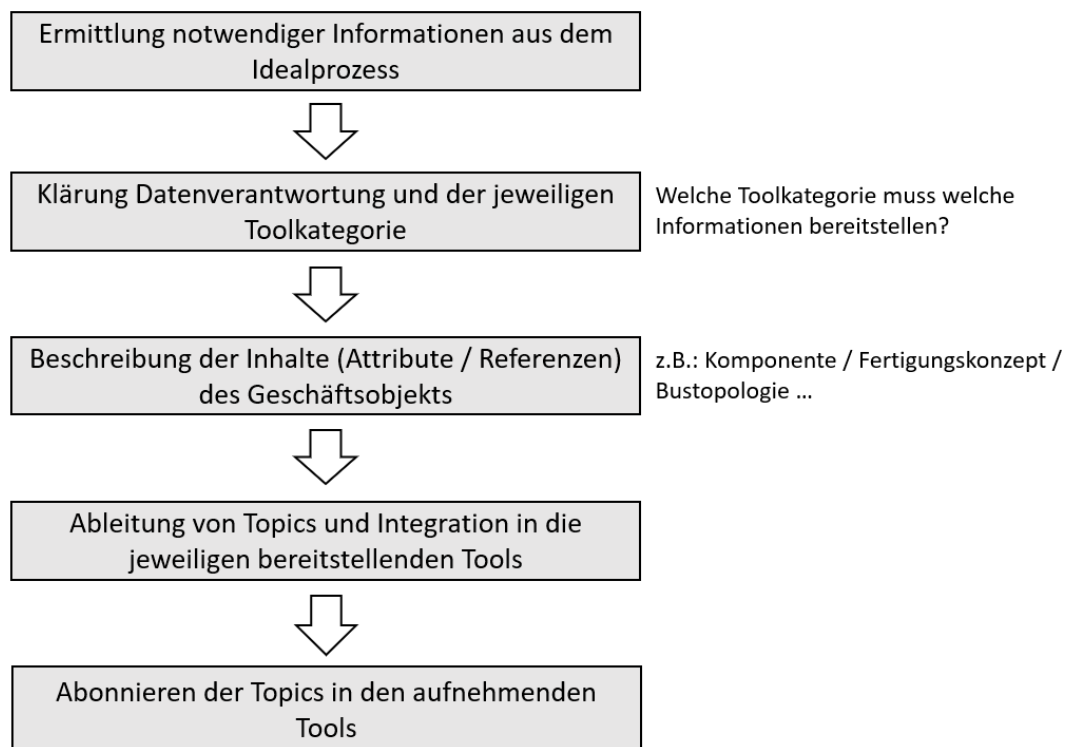 Ermittlung notwendiger Informationen aus dem
Idealprozess
Klärung Datenverantwortung und der jeweiligen
Toolkategorie
Welche Toolkategorie muss welche
Informationen bereitstellen?
Beschreibung der Inhalte (Attribute / Referenzen)
des Geschäftsobjekts
z.B.: Komponente / Fertigungskonzept /
Bustopologie ...
Ableitung von Topics und Integration in die
jeweiligen bereitstellenden Tools
Abonnieren der Topics in den aufnehmenden
Tools